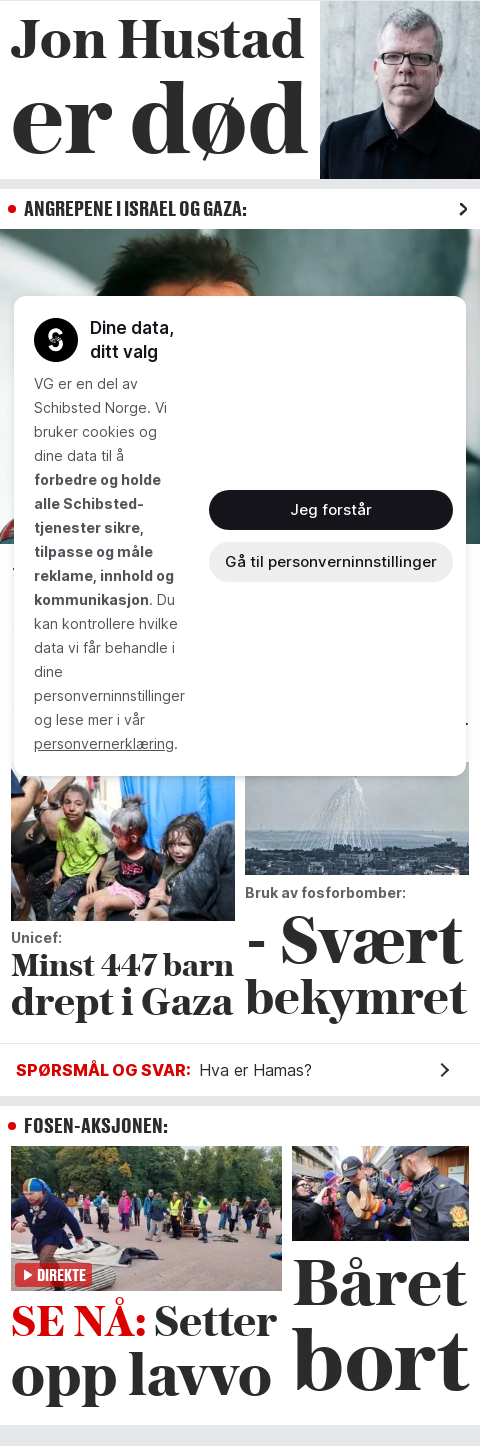 Jon Hustad
er død
ANGREPENE I ISRAEL OG GAZA:
Dine data,
ditt valg
VG er en del av
Schibsted Norge. Vi
bruker cookies og
dine data til å
forbedre og holde
alle Schibsted-
tjenester sikre,
tilpasse og måle
reklame, innhold og
kommunikasjon. Du
kan kontrollere hvilke
data vi får behandle i
dine
personverninnstillinger
og lese mer i vår
personvernerklæring.
Jeg forstår
Gå til personverninnstillinger
Unicef:
Minst 447 barn
drept i Gaza
Bruk av fosforbomber:
- Svært
bekymret
SPØRSMÅL OG SVAR: Hva er Hamas?
FOSEN-AKSJONEN:
DIREKTE
SE NÅ: Setter
opp lavvo
Båret
bort